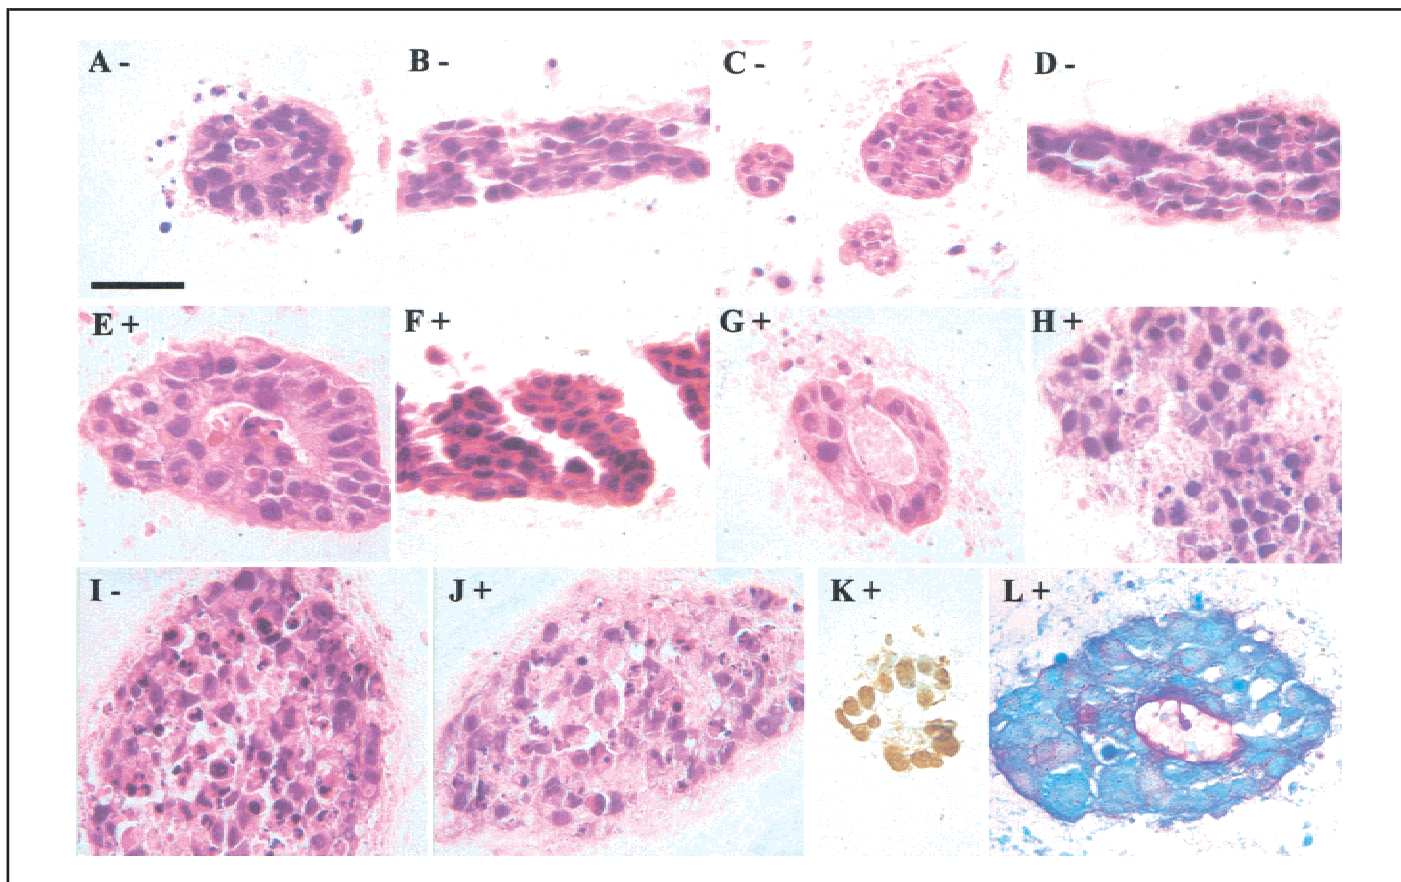 A - B - C - D -
E + F + G + H +
I - J + K + L +